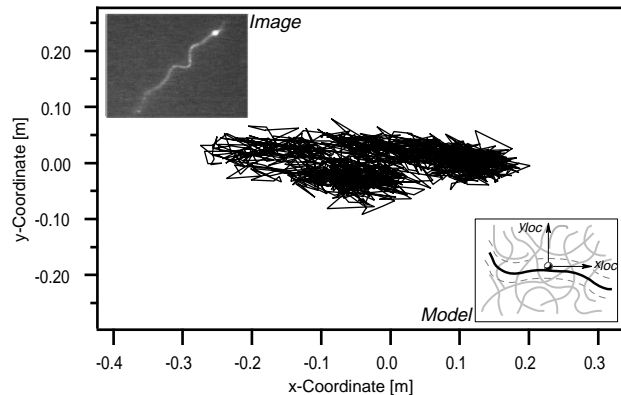 Image
0.20
0.10
0.00
-0.10
-0.20
y-Coordinate [m]
yloc
xloc
Model
-0.4 -0.3 -0.2 -0.1 0.0 0.1 0.2 0.3
x-Coordinate [m]